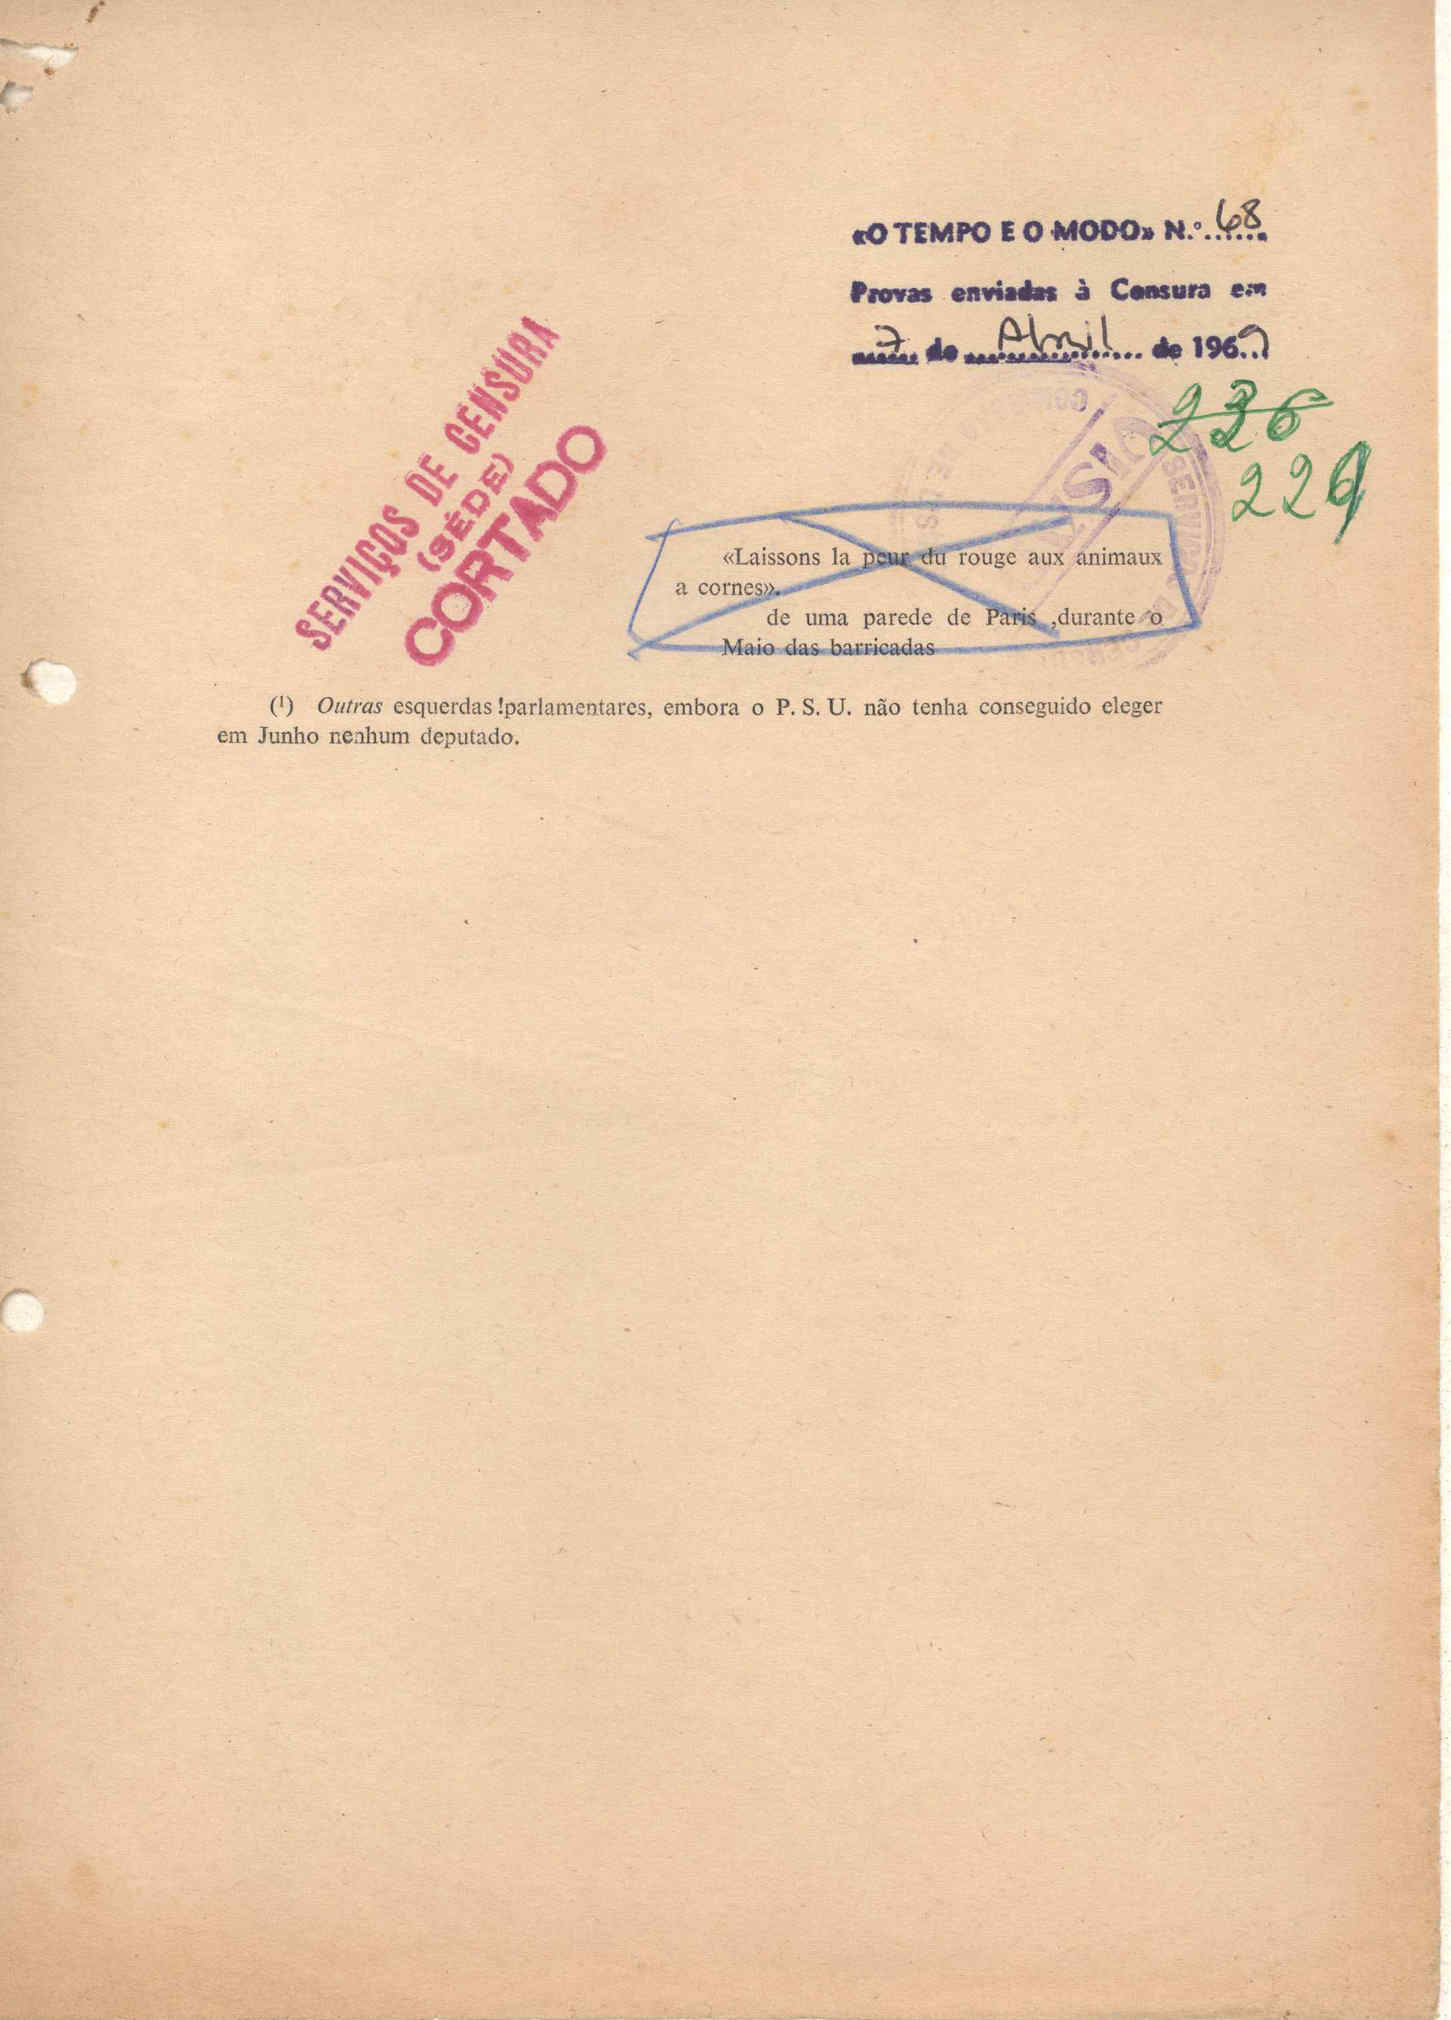 «O TEMPO E O MODO» N.º 68
Provas enviadas à Censura em
7 de Abril de 1969
236
226
SERVIÇOS DE CENSURA
(SÉDE)
CORTADO
«Laissons la peur du rouge aux animaux
a cornes».
de uma parede de Paris ,durante o
Maio das barricadas
(¹) Outras esquerdas !parlamentares, embora o P. S. U. não tenha conseguido eleger
em Junho nenhum deputado.